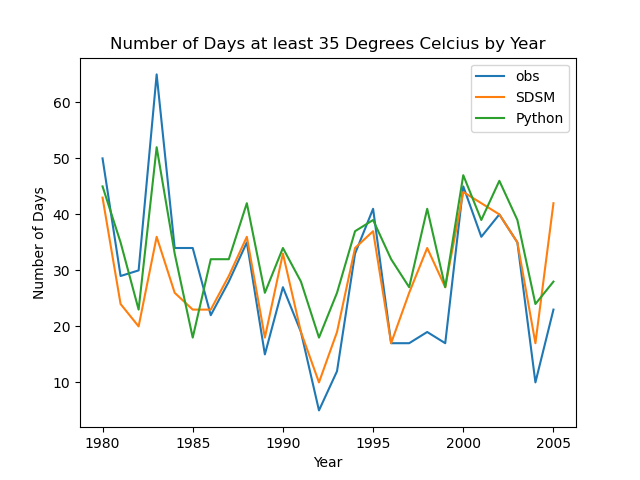 Number of Days at least 35 Degrees Celcius by Year
obs
SDSM
Python
Number of Days
60
50
40
30
20
10
1980 1985 1990 1995 2000 2005
Year